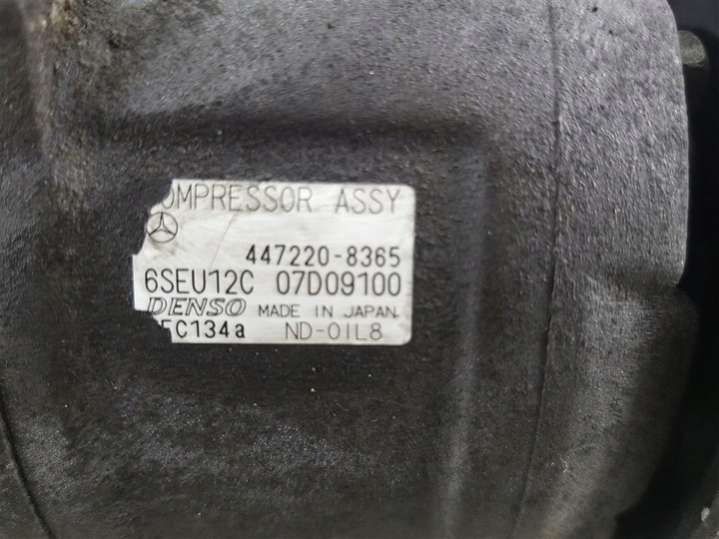 OMPRESSOR ASSY
447220-8365
6SEU12C 07D09100
DENSO MADE IN JAPAN
FC134a ND-OIL8